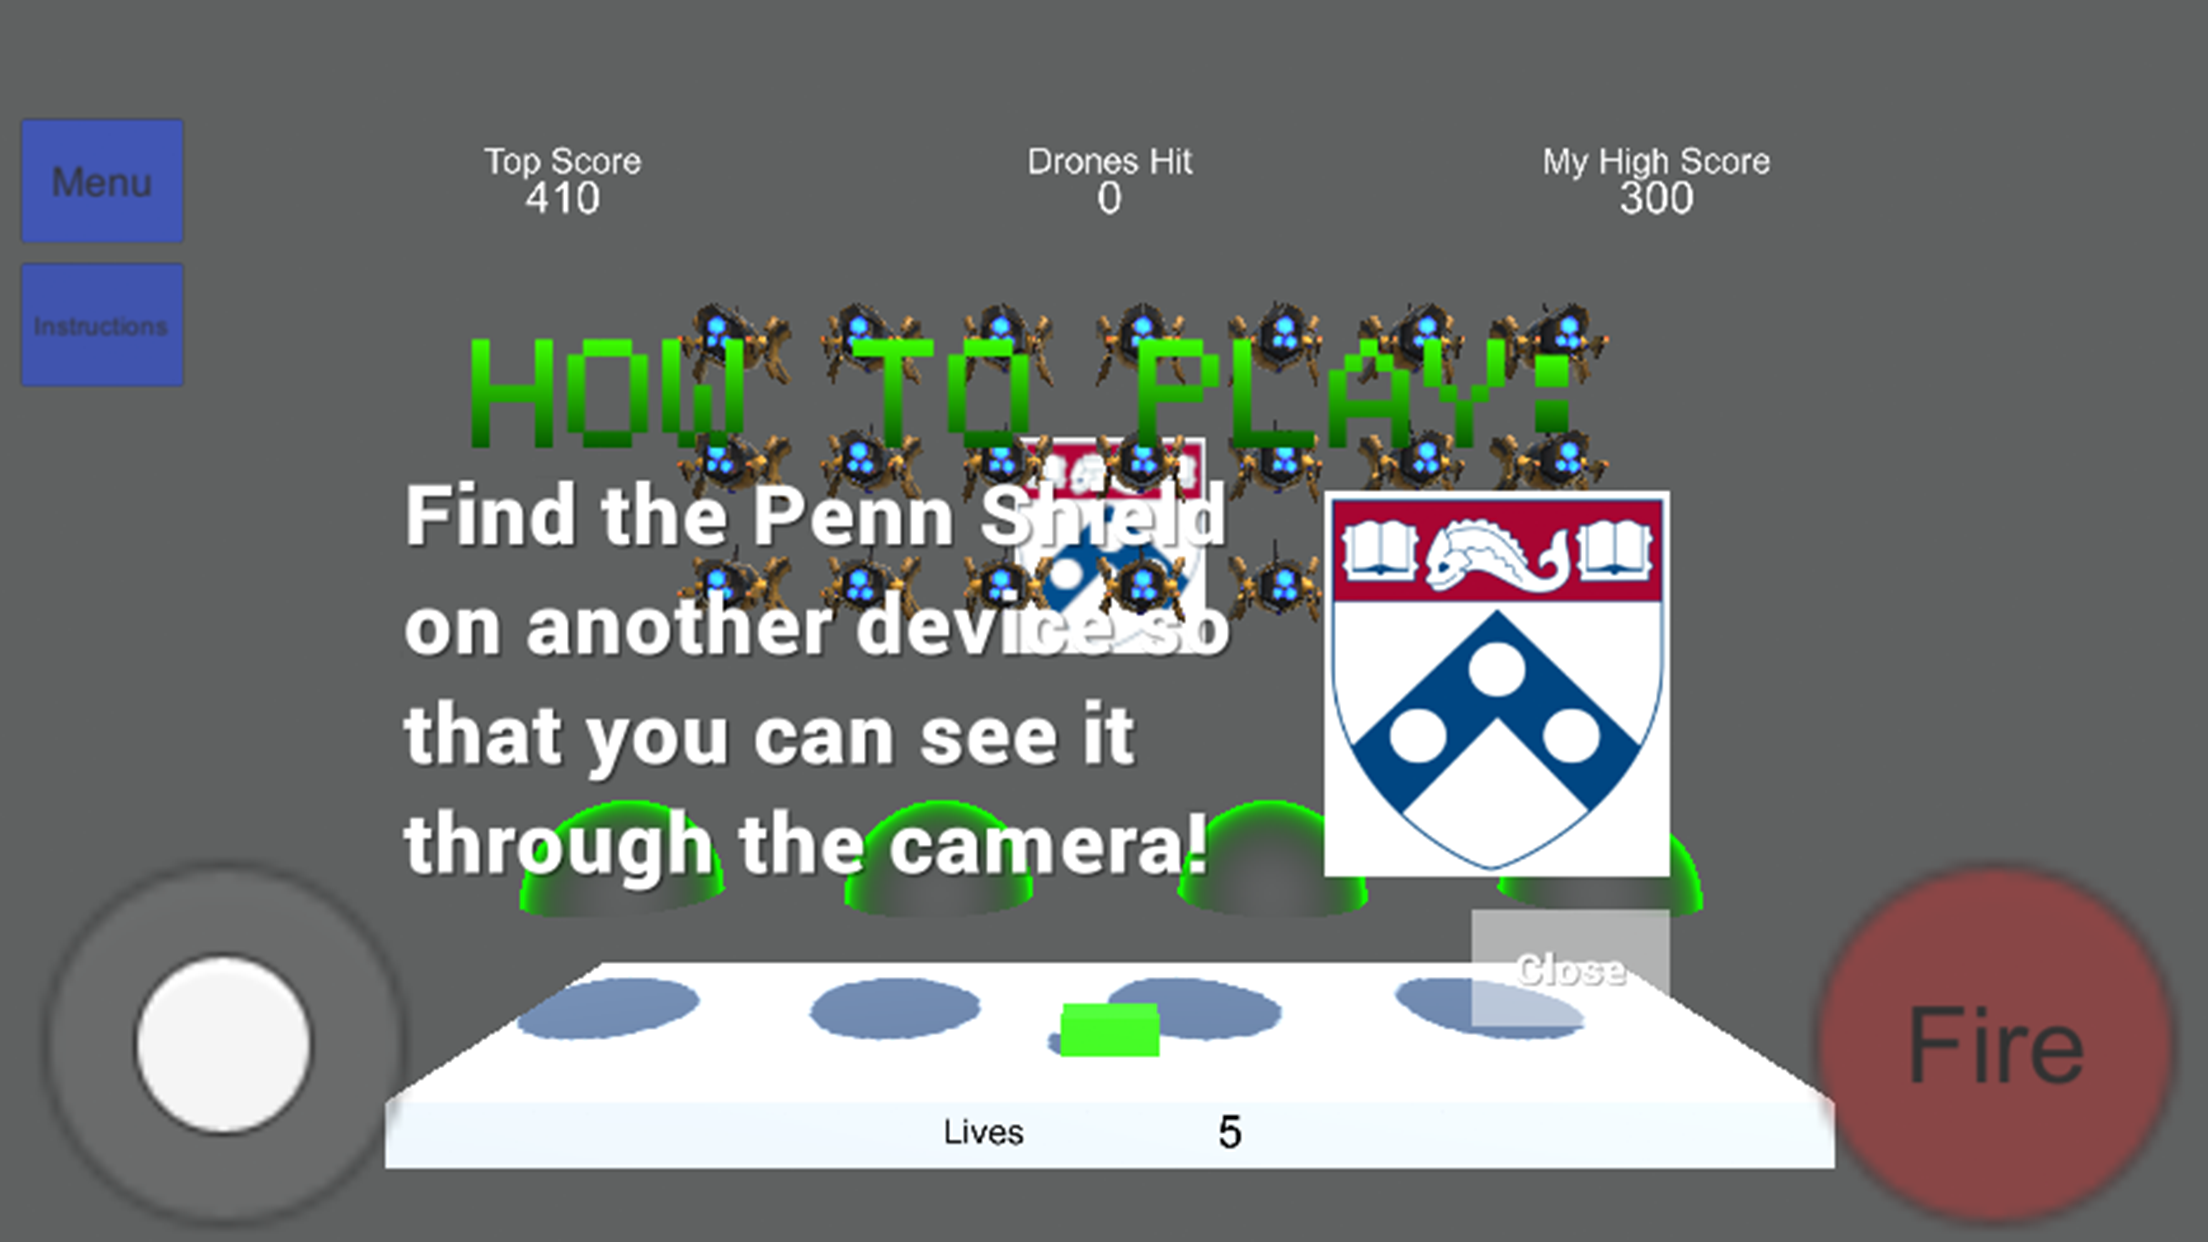 Menu
Instructions
Top Score
410
Drones Hit
0
My High Score
300
HOW TO PLAY:
Find the Penn Shield
on another device so
that you can see it
through the camera!
Close
Fire
Lives 5